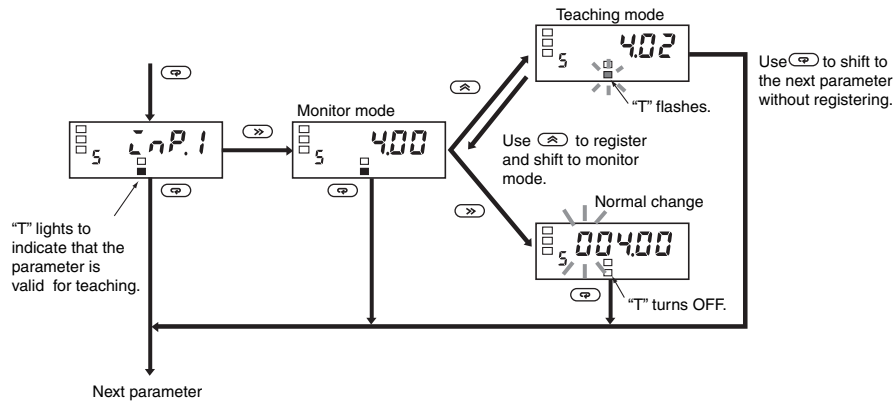 Teaching mode
S 4.02
"T" flashes.
Use to shift to
the next parameter
without registering.
Monitor mode
S inP.1
S 4.00
Use to register
and shift to monitor
mode.
Normal change
S 004.00
"T" turns OFF.
"T" lights to
indicate that the
parameter is
valid for teaching.
Next parameter